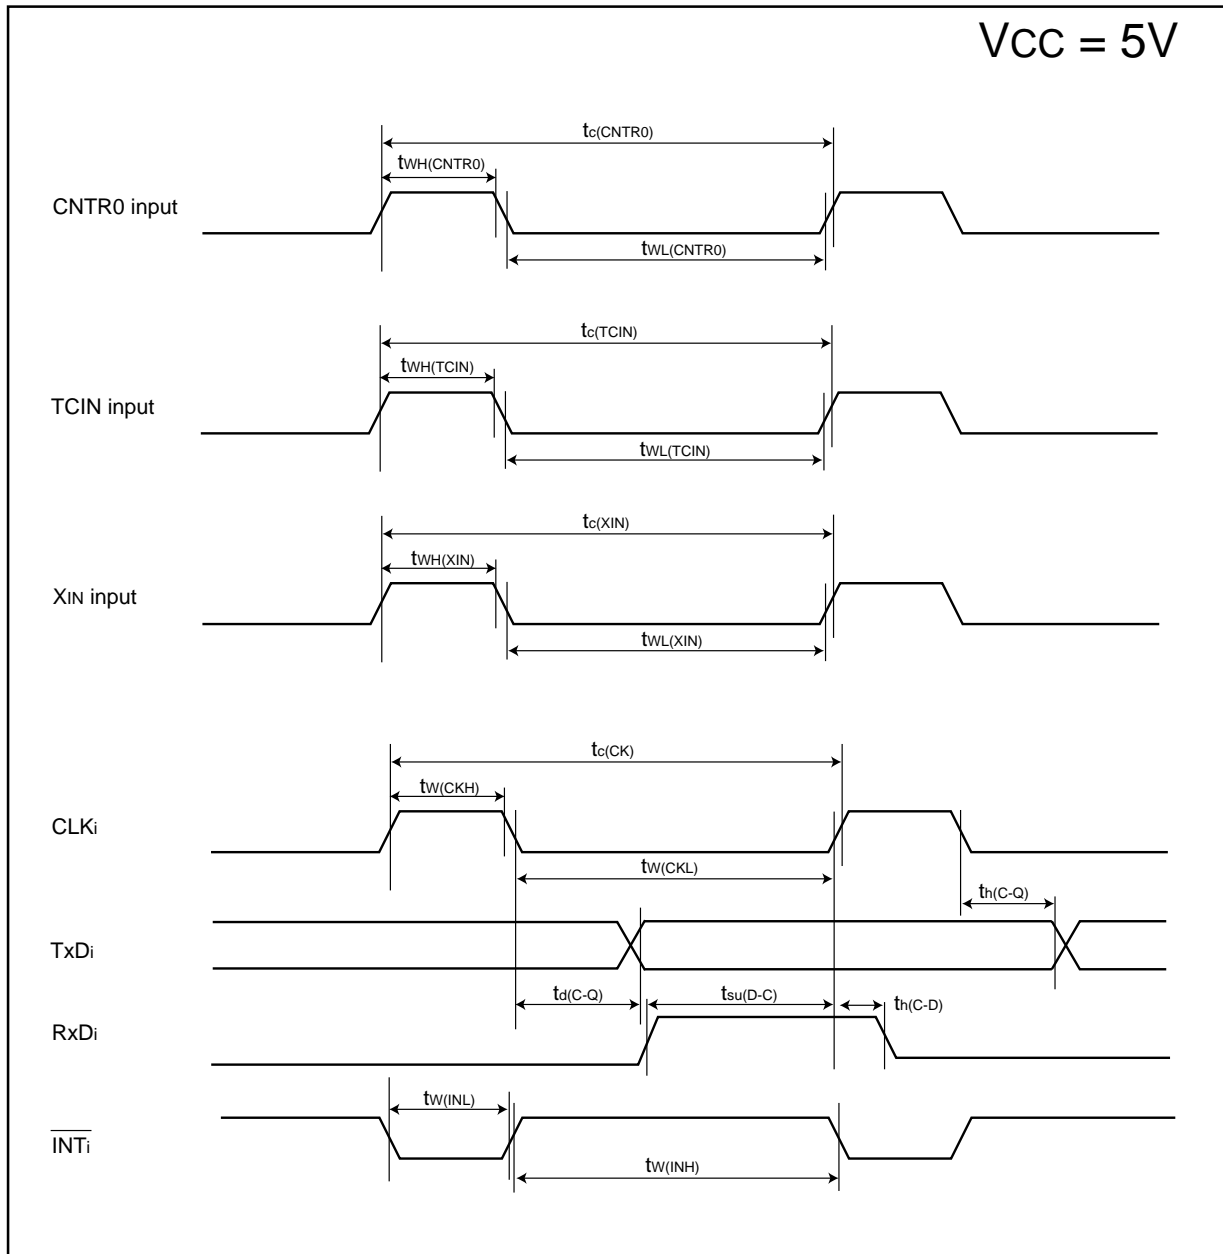 VCC = 5V
tc(CNTR0)
tWH(CNTR0)
CNTR0 input
tWL(CNTR0)
tc(TCIN)
tWH(TCIN)
TCIN input
tWL(TCIN)
tc(XIN)
tWH(XIN)
XIN input
tWL(XIN)
tc(CK)
tW(CKH)
CLKi
tW(CKL)
th(C-Q)
TxDi
td(C-Q)
tsu(D-C)
th(C-D)
RxDi
tW(INL)
INTi
tW(INH)